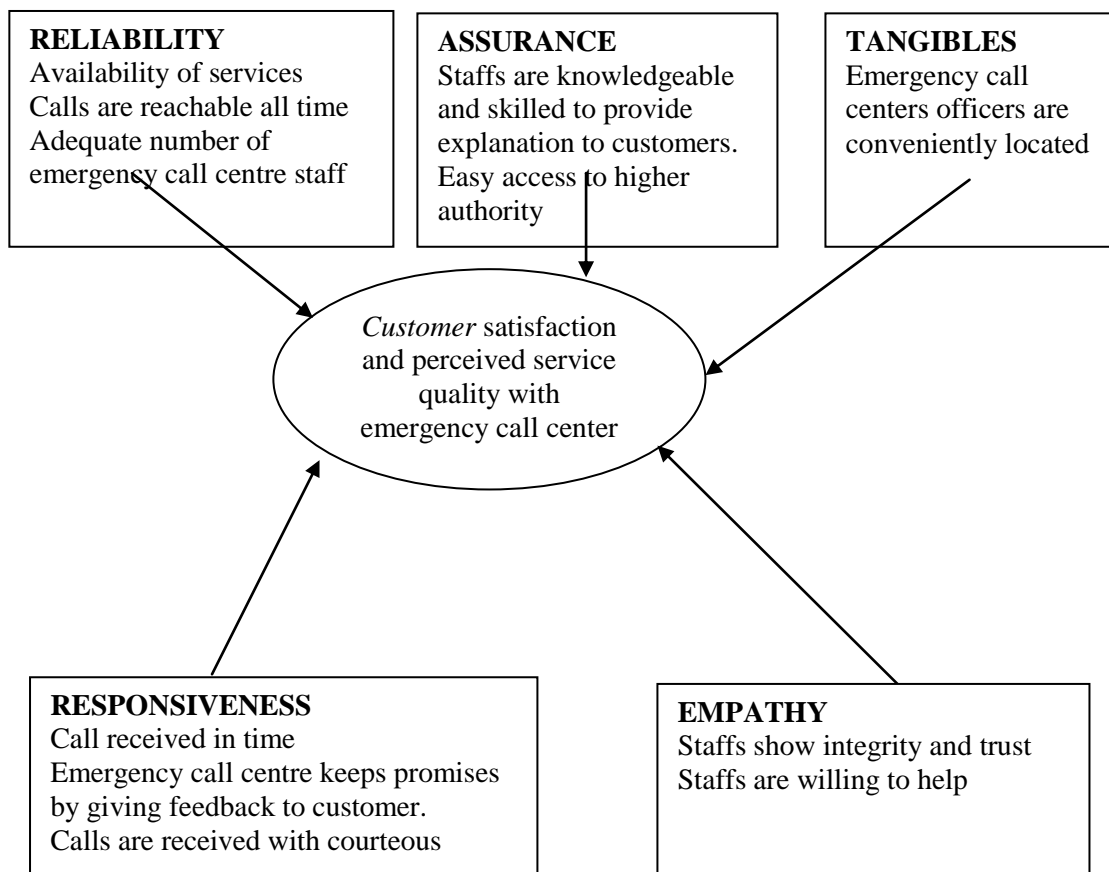 RELIABILITY
Availability of services
Calls are reachable all time
Adequate number of
emergency call centre staff
ASSURANCE
Staffs are knowledgeable
and skilled to provide
explanation to customers.
Easy access to higher
authority
TANGIBLES
Emergency call
centers officers are
conveniently located
Customer satisfaction
and perceived service
quality with
emergency call center
RESPONSIVENESS
Call received in time
Emergency call centre keeps promises
by giving feedback to customer.
Calls are received with courteous
EMPATHY
Staffs show integrity and trust
Staffs are willing to help